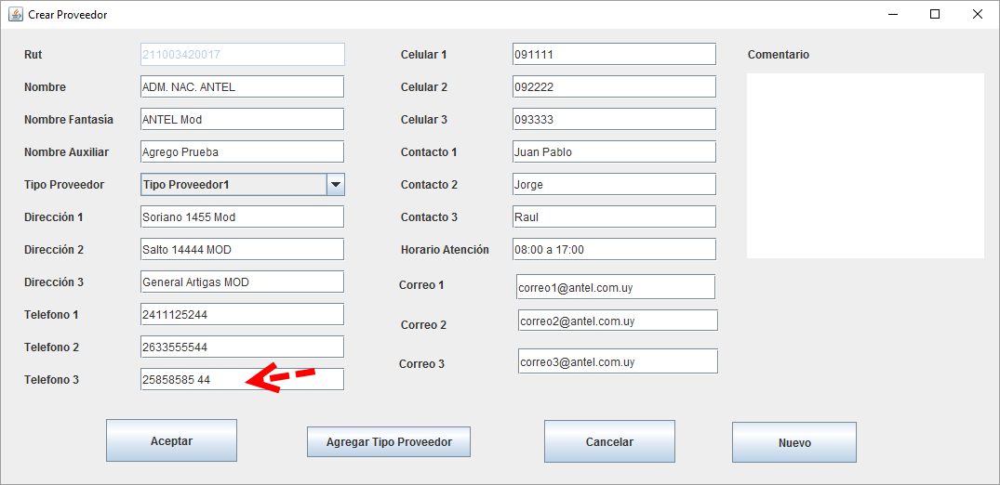 Crear Proveedor
Rut 211003420017
Nombre ADM. NAC. ANTEL
Nombre Fantasía ANTEL Mod
Nombre Auxiliar Agrego Prueba
Tipo Proveedor Tipo Proveedor1
Dirección 1 Soriano 1455 Mod
Dirección 2 Salto 14444 MOD
Dirección 3 General Artigas MOD
Telefono 1 2411125244
Telefono 2 2633555544
Telefono 3 25858585 44
Celular 1 091111
Celular 2 092222
Celular 3 093333
Contacto 1 Juan Pablo
Contacto 2 Jorge
Contacto 3 Raul
Horario Atención 08:00 a 17:00
Correo 1 correo1@antel.com.uy
Correo 2 correo2@antel.com.uy
Correo 3 correo3@antel.com.uy
Comentario
Aceptar
Agregar Tipo Proveedor
Cancelar
Nuevo